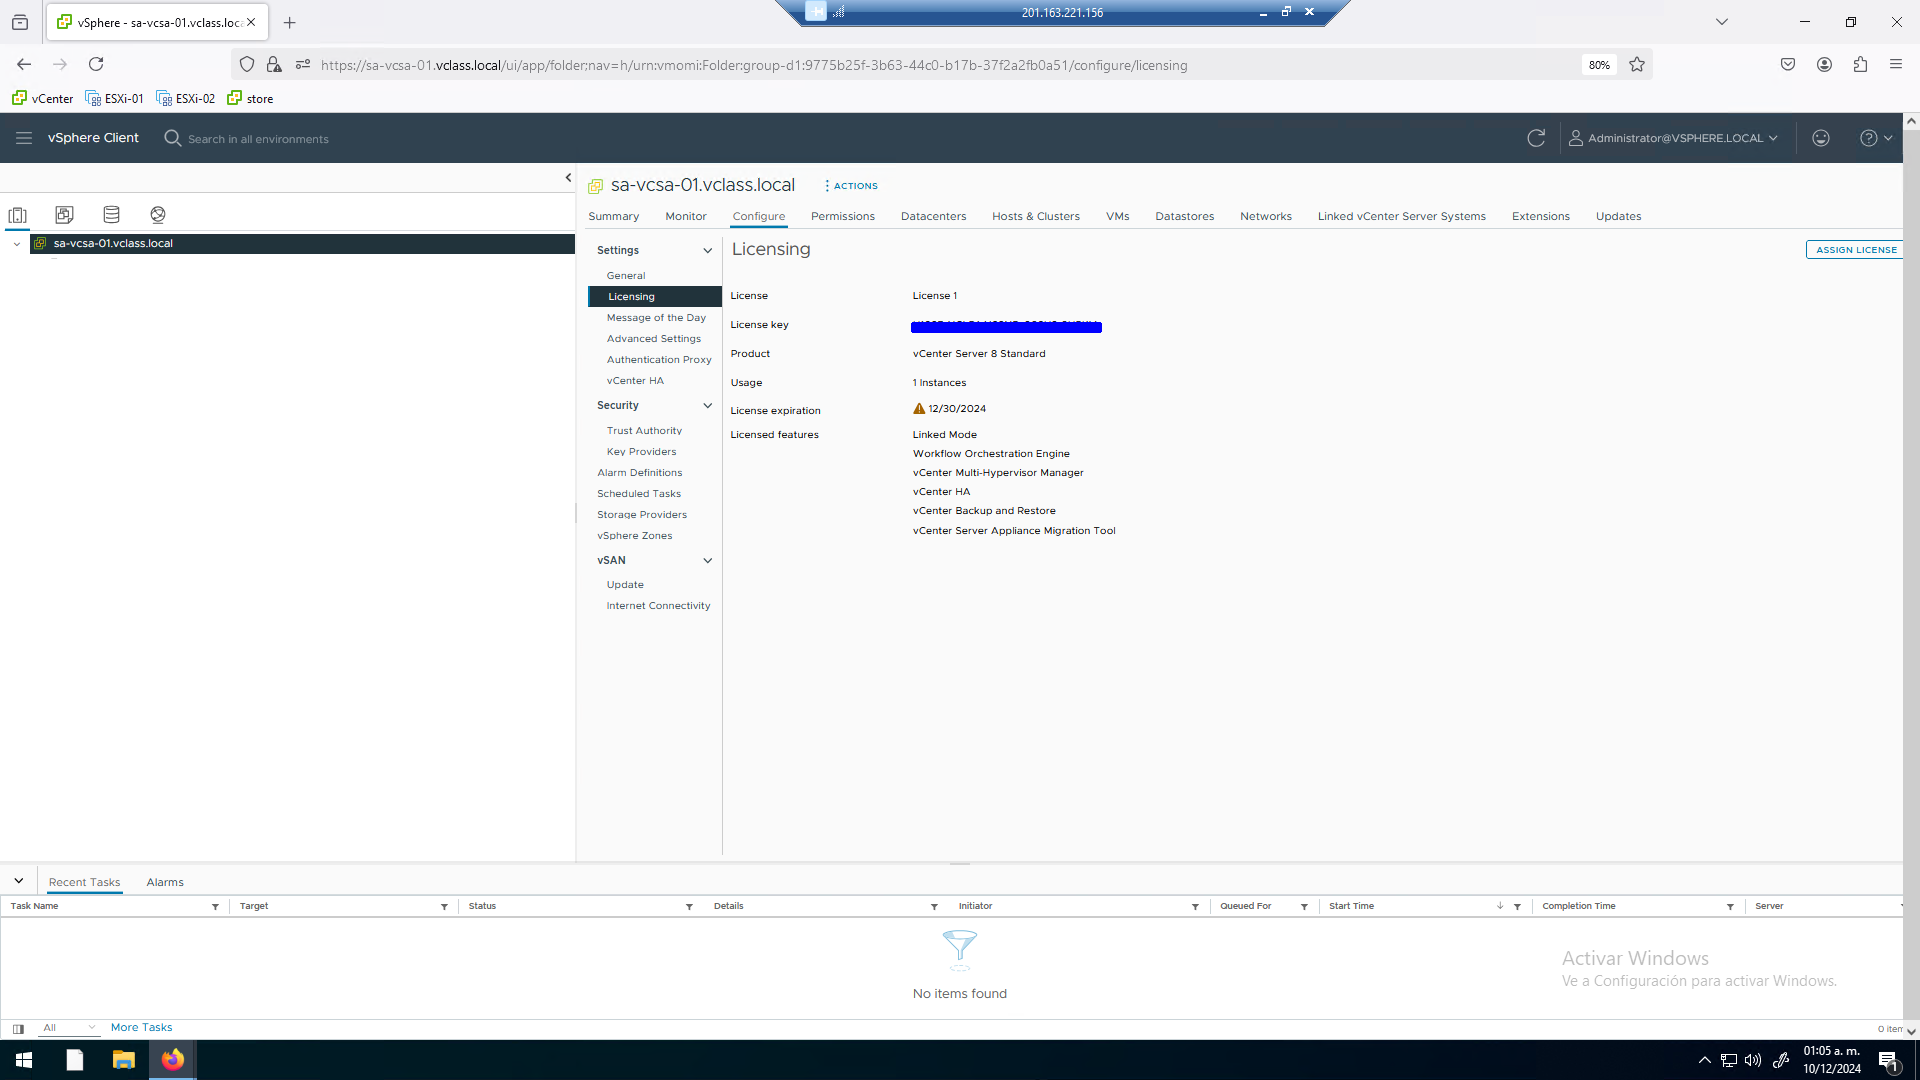 vSphere - sa-vcsa-01.vclass.loc
201.163.221.156
https://sa-vcsa-01.vclass.local/ui/app/folder;nav=h/urn:vmomi:Folder:group-d1:9775b25f-3b63-44c0-b17b-37f2a2fb0a51/configure/licensing
80%
vCenter ESXi-01 ESXi-02 store
vSphere Client Search in all environments Administrator@VSPHERE.LOCAL
sa-vcsa-01.vclass.local ACTIONS
Summary Monitor Configure Permissions Datacenters Hosts & Clusters VMs Datastores Networks Linked vCenter Server Systems Extensions Updates
sa-vcsa-01.vclass.local
Settings
General
Licensing
Message of the Day
Advanced Settings
Authentication Proxy
vCenter HA
Security
Trust Authority
Key Providers
Alarm Definitions
Scheduled Tasks
Storage Providers
vSphere Zones
vSAN
Update
Internet Connectivity
Licensing ASSIGN LICENSE
License License 1
License key
Product vCenter Server 8 Standard
Usage 1 Instances
License expiration 12/30/2024
Licensed features Linked Mode
Workflow Orchestration Engine
vCenter Multi-Hypervisor Manager
vCenter HA
vCenter Backup and Restore
vCenter Server Appliance Migration Tool
Recent Tasks Alarms
Task Name Target Status Details Initiator Queued For Start Time Completion Time Server
No items found
Activar Windows
Ve a Configuración para activar Windows.
All More Tasks
0 item
01:05 a. m.
10/12/2024
1